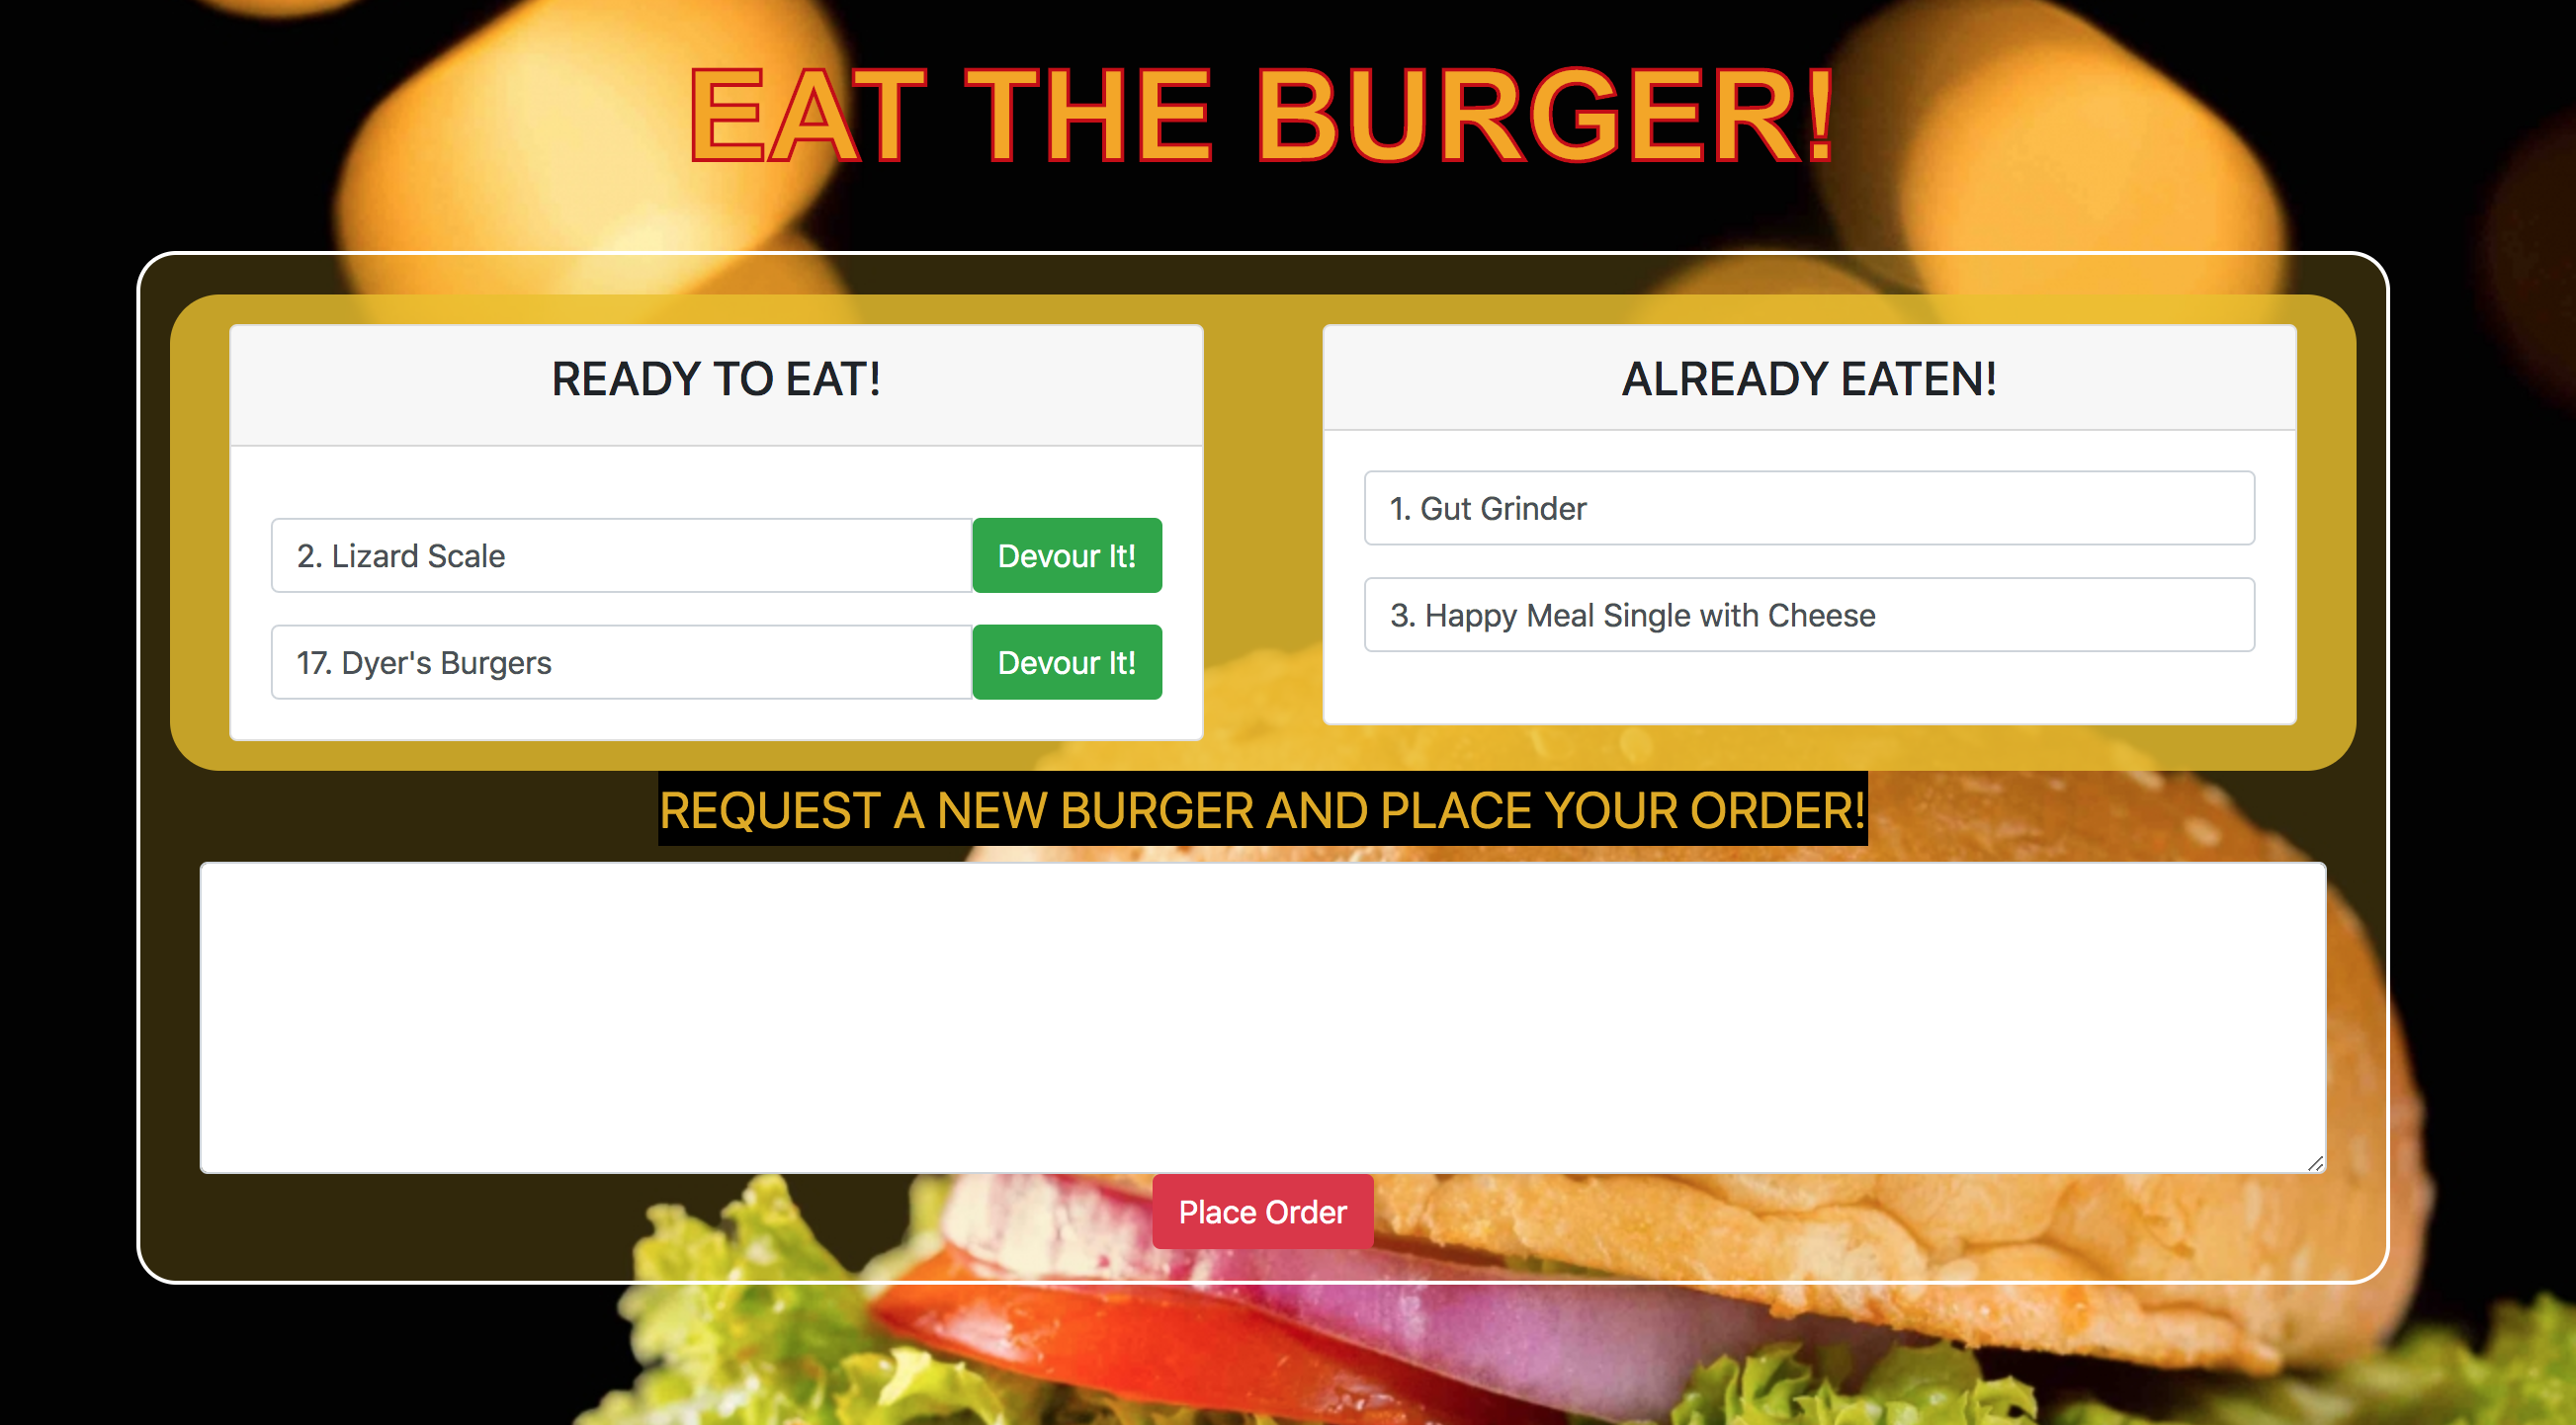 EAT THE BURGER!
READY TO EAT!
2. Lizard Scale
Devour It!
17. Dyer's Burgers
Devour It!
ALREADY EATEN!
1. Gut Grinder
3. Happy Meal Single with Cheese
REQUEST A NEW BURGER AND PLACE YOUR ORDER!
Place Order